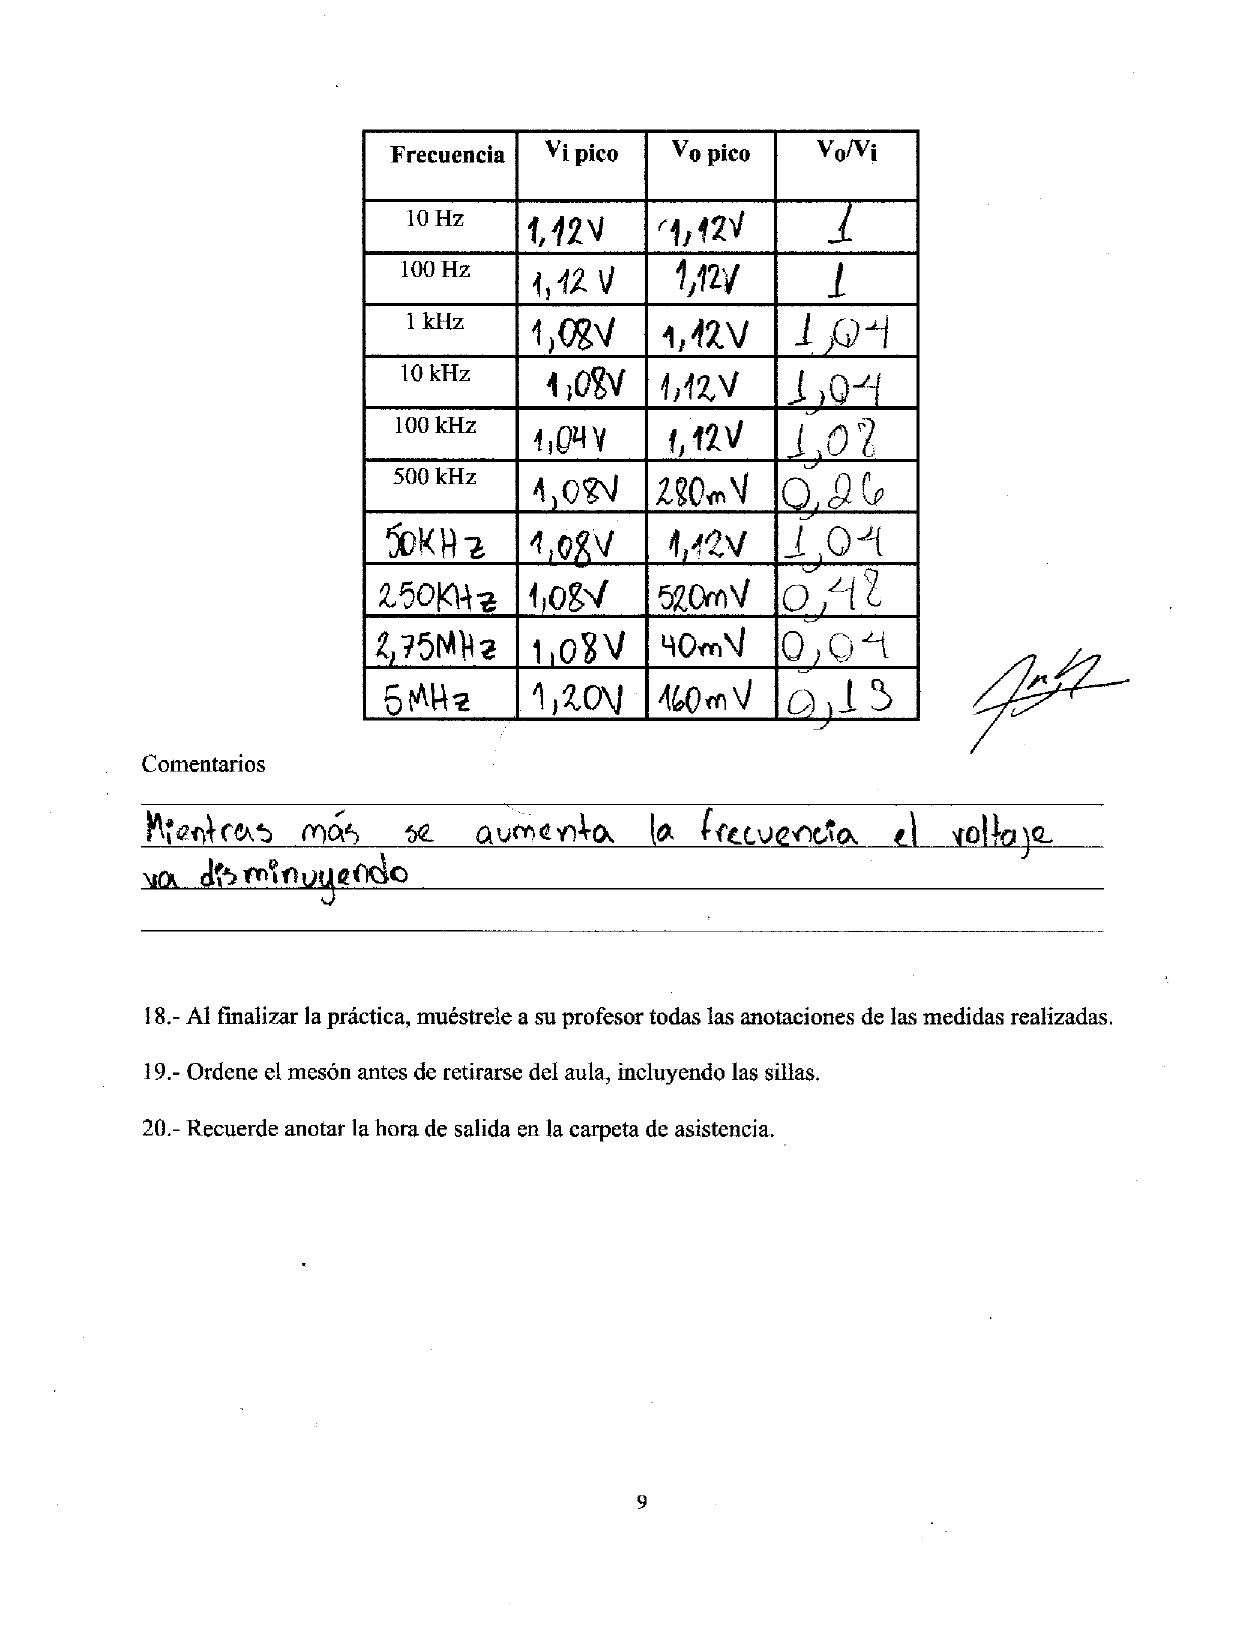 Frecuencia Vi pico Vo pico Vo/Vi
10 Hz 1,12V 1,12V 1
100 Hz 1,12 V 1,12V 1
1 kHz 1,08V 1,12V 1,04
10 kHz 1,08V 1,12V 1,04
100 kHz 1,04V 1,12V 1,08
500 kHz 1,08V 280mV 0,26
50KHz 1,08V 1,12V 1,04
250KHz 1,08V 520mV 0,48
2,75MHz 1,08V 40mV 0,04
5MHz 1,20V 160mV 0,13
Comentarios
Mientras más se aumenta la frecuencia el voltaje
va disminuyendo
18.- Al finalizar la práctica, muéstrele a su profesor todas las anotaciones de las medidas realizadas.
19.- Ordene el mesón antes de retirarse del aula, incluyendo las sillas.
20.- Recuerde anotar la hora de salida en la carpeta de asistencia.
9